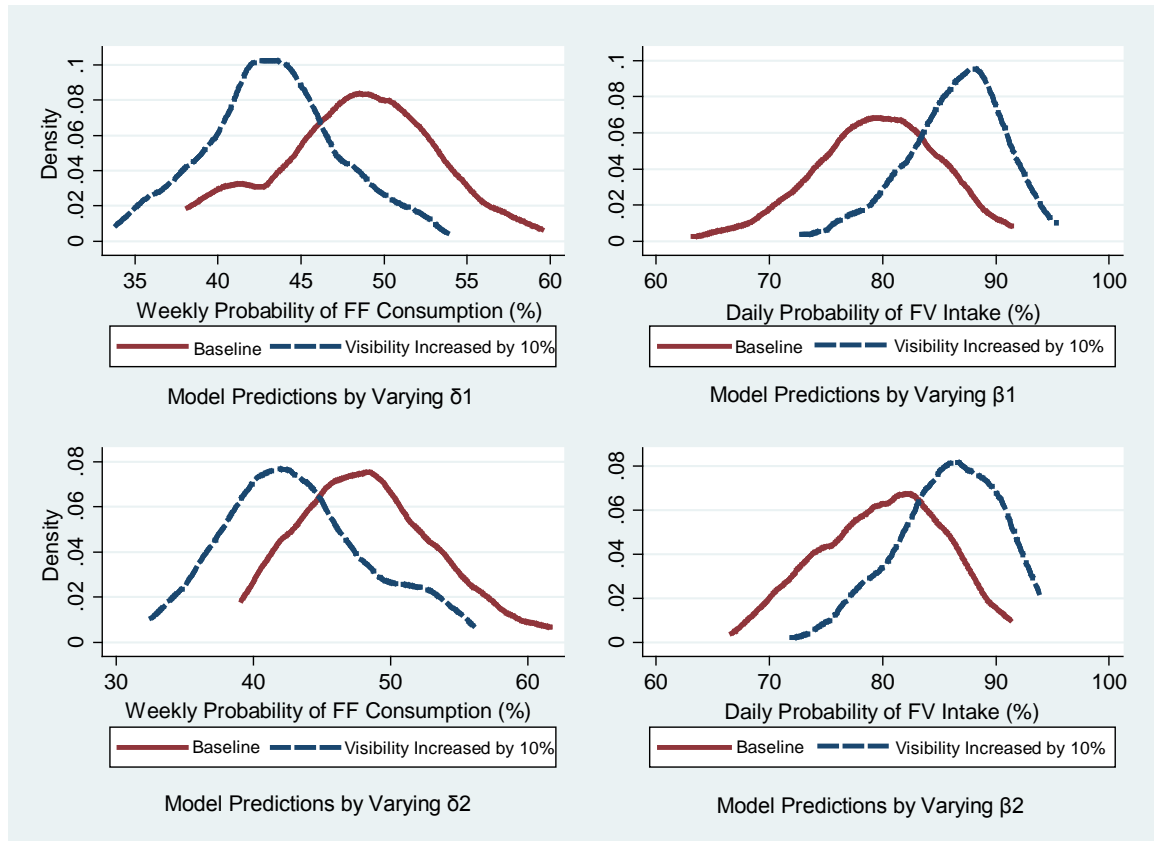 Density
0 .02 .04 .06 .08 .1
35 40 45 50 55 60
Weekly Probability of FF Consumption (%)
Baseline Visibility Increased by 10%
Model Predictions by Varying δ1
0 .02 .04 .06 .08 .1
60 70 80 90 100
Daily Probability of FV Intake (%)
Baseline Visibility Increased by 10%
Model Predictions by Varying β1
Density
0 .02 .04 .06 .08
30 40 50 60
Weekly Probability of FF Consumption (%)
Baseline Visibility Increased by 10%
Model Predictions by Varying δ2
0 .02 .04 .06 .08
60 70 80 90 100
Daily Probability of FV Intake (%)
Baseline Visibility Increased by 10%
Model Predictions by Varying β2